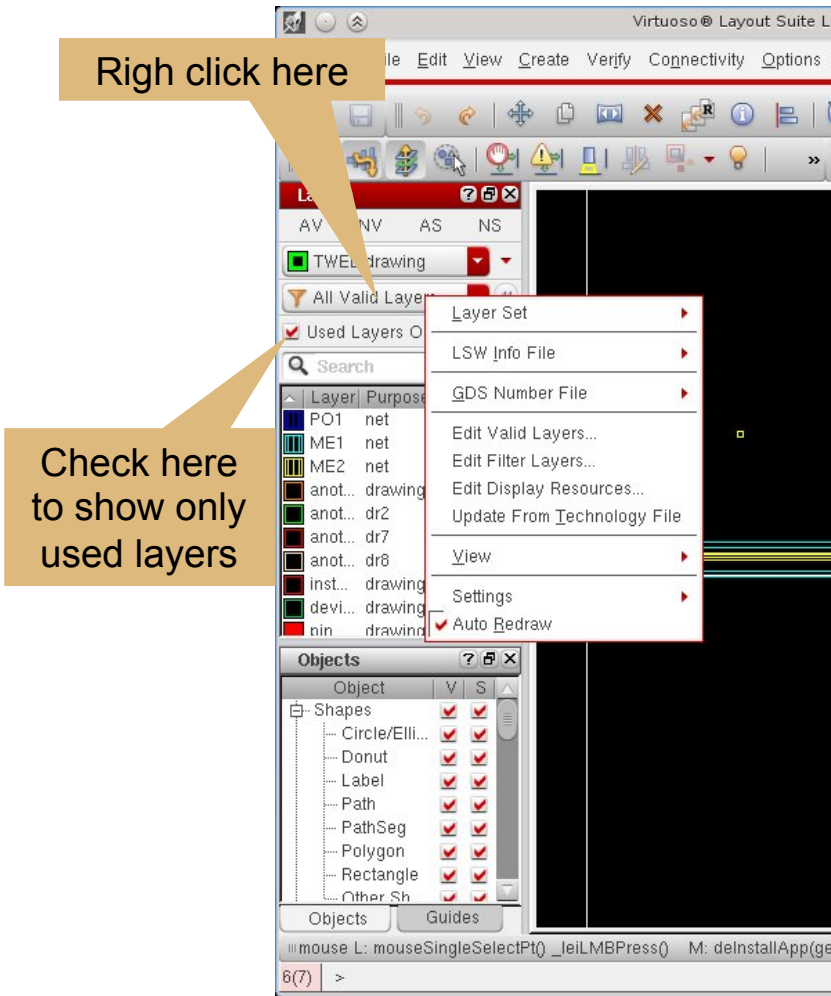 Virtuoso® Layout Suite L
Righ click here
le Edit View Create Verify Connectivity Options
R
»
La
AV NV AS NS
TWEL drawing
All Valid Layers
Used Layers O
Search
Layer Purpose
PO1 net
ME1 net
ME2 net
anot... drawing
anot... dr2
anot... dr7
anot... dr8
inst... drawing
devi... drawing
pin drawing
Layer Set
LSW Info File
GDS Number File
Edit Valid Layers...
Edit Filter Layers...
Edit Display Resources...
Update From Technology File
View
Settings
Auto Redraw
Check here
to show only
used layers
Objects
Object V S
Shapes
Circle/Elli...
Donut
Label
Path
PathSeg
Polygon
Rectangle
Other Sh
Objects Guides
mouse L: mouseSingleSelectPt() _leiLMBPress() M: deInstallApp(ge
6(7) >